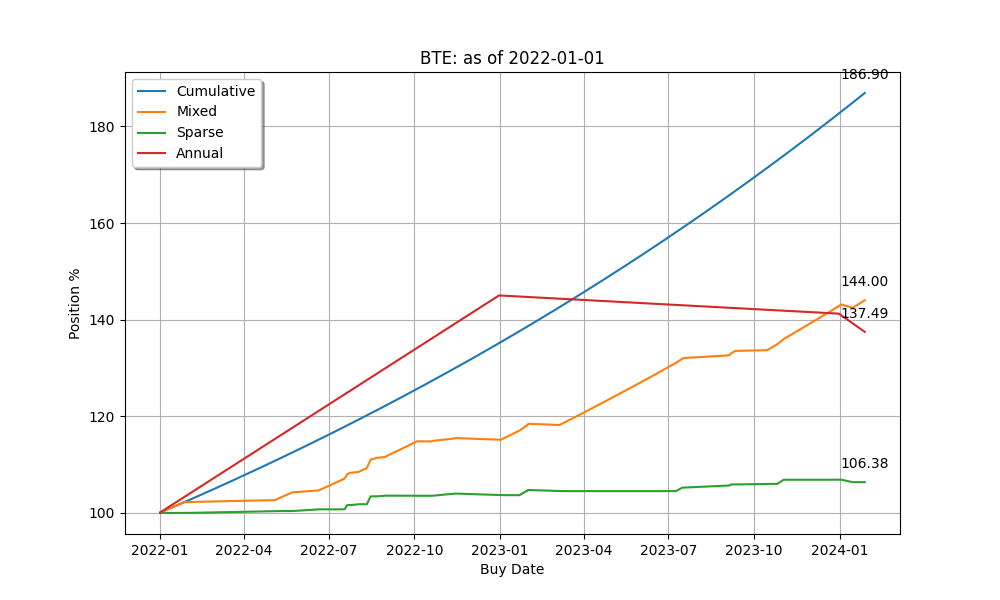 BTE: as of 2022-01-01
186.90
Cumulative
Mixed
Sparse
Annual
180
160
144.00
137.49
140
120
106.38
100
Position %
2022-01 2022-04 2022-07 2022-10 2023-01 2023-04 2023-07 2023-10 2024-01
Buy Date